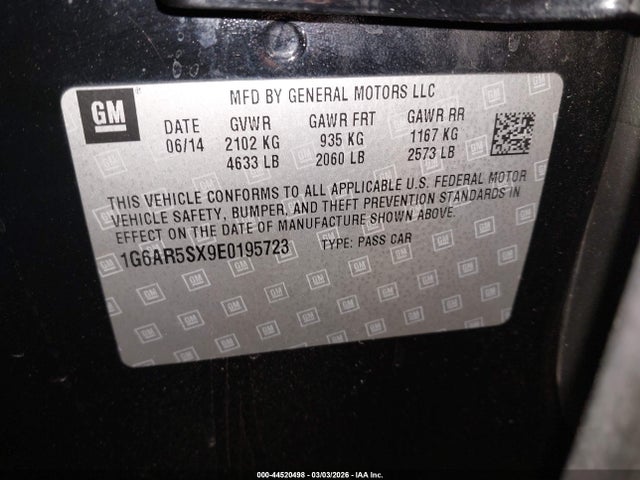 GM
MFD BY GENERAL MOTORS LLC
DATE GVWR GAWR FRT GAWR RR
06/14 2102 KG 935 KG 1167 KG
4633 LB 2060 LB 2573 LB
THIS VEHICLE CONFORMS TO ALL APPLICABLE U.S. FEDERAL MOTOR
VEHICLE SAFETY, BUMPER, AND THEFT PREVENTION STANDARDS IN
EFFECT ON THE DATE OF MANUFACTURE SHOWN ABOVE.
1G6AR5SX9E0195723 TYPE: PASS CAR
000-44520498 - 03/03/2026 - IAA Inc.